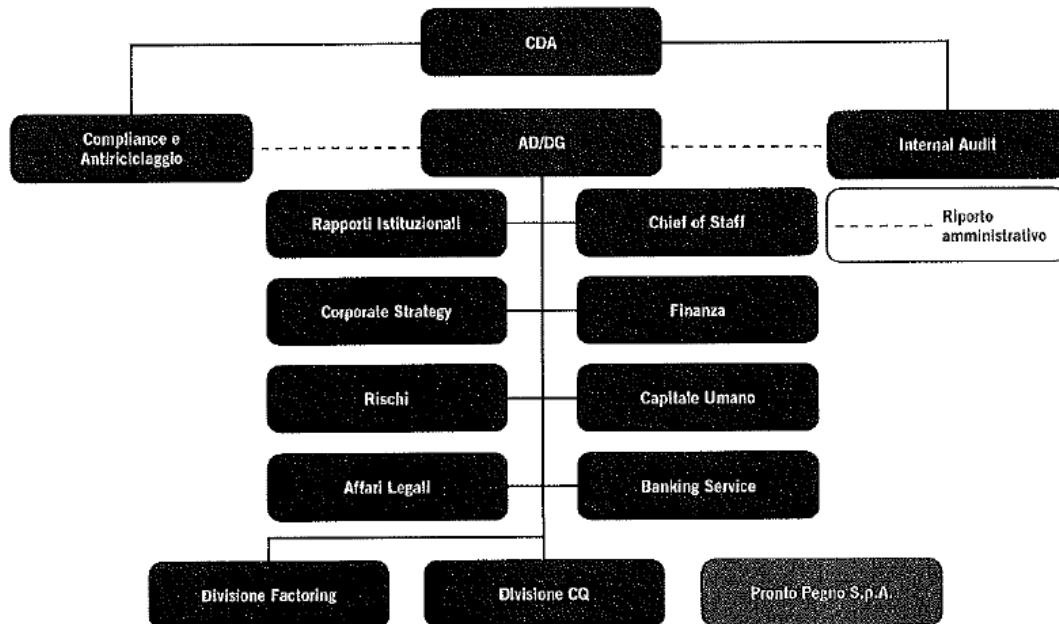 CDA
Compliance e
Antiriciclaggio
AD/DG
Internal Audit
Rapporti Istituzionali
Chief of Staff
Riporto
amministrativo
Corporate Strategy
Finanza
Rischi
Capitale Umano
Affari Legali
Banking Service
Divisione Factoring
Divisione CQ
Pronto Pegno S.p.A.